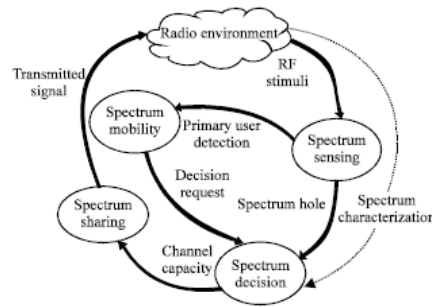 Radio environment
Transmitted
signal
RF
stimuli
Spectrum
mobility
Primary user
detection
Spectrum
sensing
Decision
request
Spectrum hole
Spectrum
characterization
Spectrum
sharing
Channel
capacity
Spectrum
decision